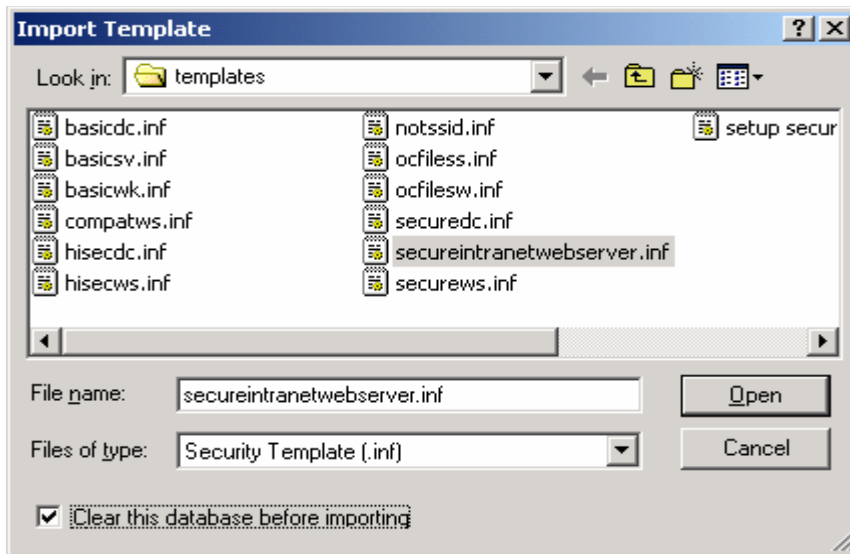 Import Template
Look in: templates
basicdc.inf
basicsv.inf
basicwk.inf
compatws.inf
hisecdc.inf
hisecws.inf
notssid.inf
ocfiless.inf
ocfilesw.inf
securedc.inf
secureintranetwebserver.inf
securews.inf
setup secur
File name: secureintranetwebserver.inf
Open
Files of type: Security Template (.inf)
Cancel
Clear this database before importing